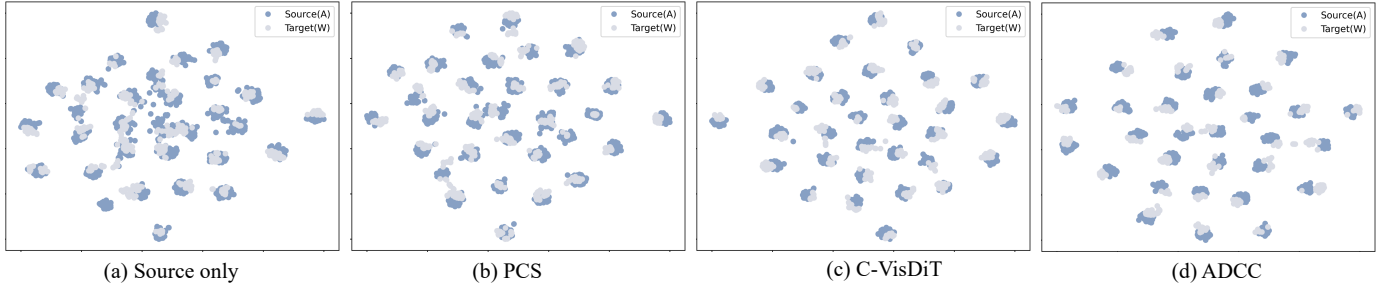 Source(A)
Target(W)
Source(A)
Target(W)
Source(A)
Target(W)
Source(A)
Target(W)
(a) Source only
(b) PCS
(c) C-VisDiT
(d) ADCC